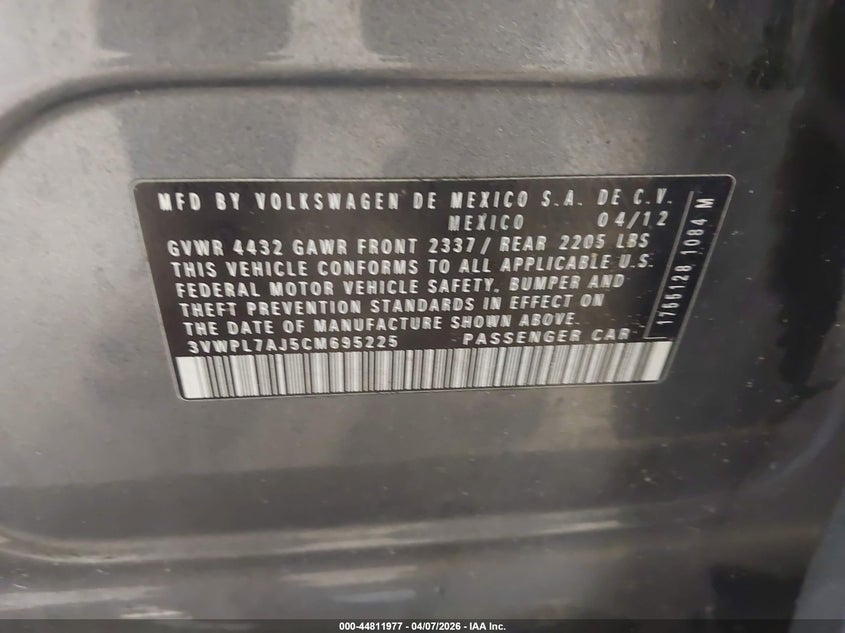 MFD BY VOLKSWAGEN DE MEXICO S.A. DE C.V.
MEXICO 04/12
GVWR 4432 GAWR FRONT 2337/ REAR 2205 LBS
THIS VEHICLE CONFORMS TO ALL APPLICABLE U.S.
FEDERAL MOTOR VEHICLE SAFETY, BUMPER AND
THEFT PREVENTION STANDARDS IN EFFECT ON
THE DATE OF MANUFACTURE SHOWN ABOVE.
3VWPL7AJ5CM695225 PASSENGER CAR
1755128 1084 M
000-44811977 - 04/07/2026 - IAA Inc.